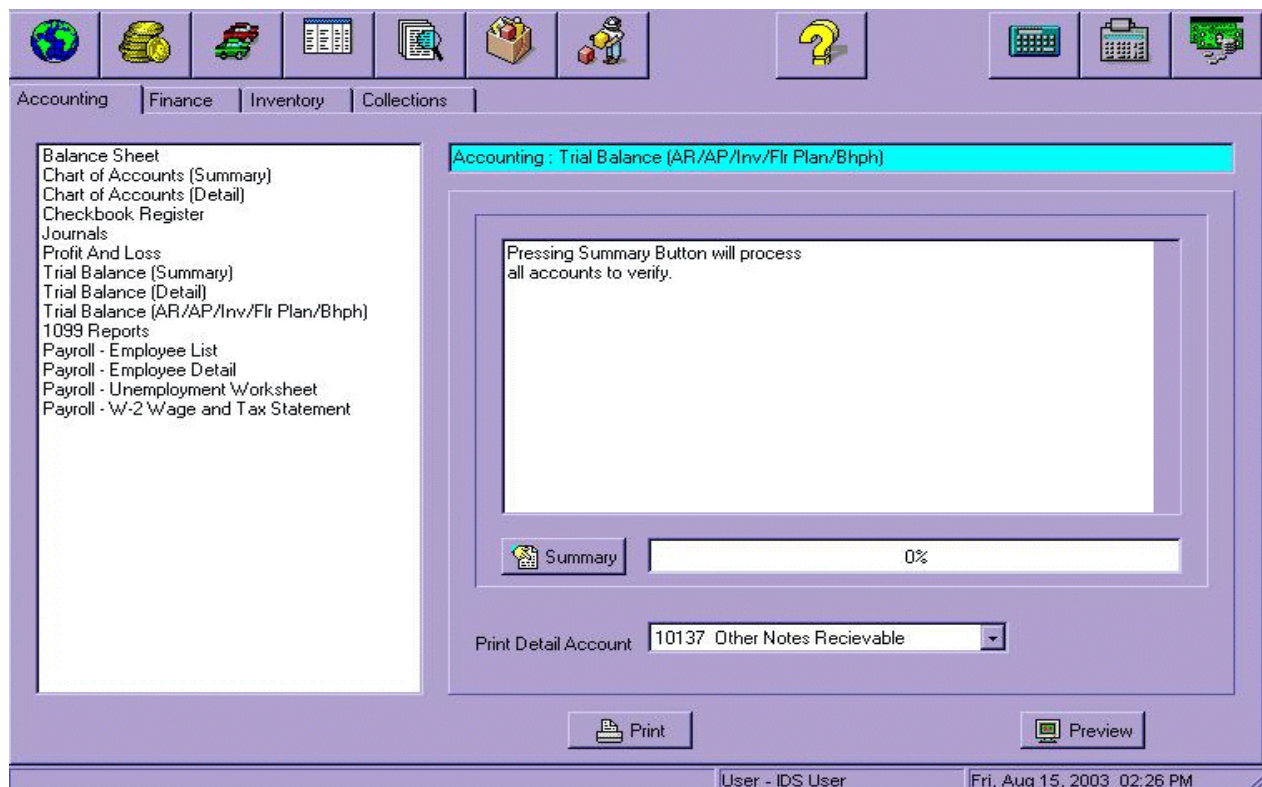 Accounting
Finance
Inventory
Collections
Balance Sheet
Chart of Accounts (Summary)
Chart of Accounts (Detail)
Checkbook Register
Journals
Profit And Loss
Trial Balance (Summary)
Trial Balance (Detail)
Trial Balance (AR/AP/Inv/Flr Plan/Bhph)
1099 Reports
Payroll - Employee List
Payroll - Employee Detail
Payroll - Unemployment Worksheet
Payroll - W-2 Wage and Tax Statement
Accounting : Trial Balance (AR/AP/Inv/Flr Plan/Bhph)
Pressing Summary Button will process
all accounts to verify.
Summary
0%
Print Detail Account
10137 Other Notes Recievable
Print
Preview
User - IDS User
Fri, Aug 15, 2003 02:26 PM